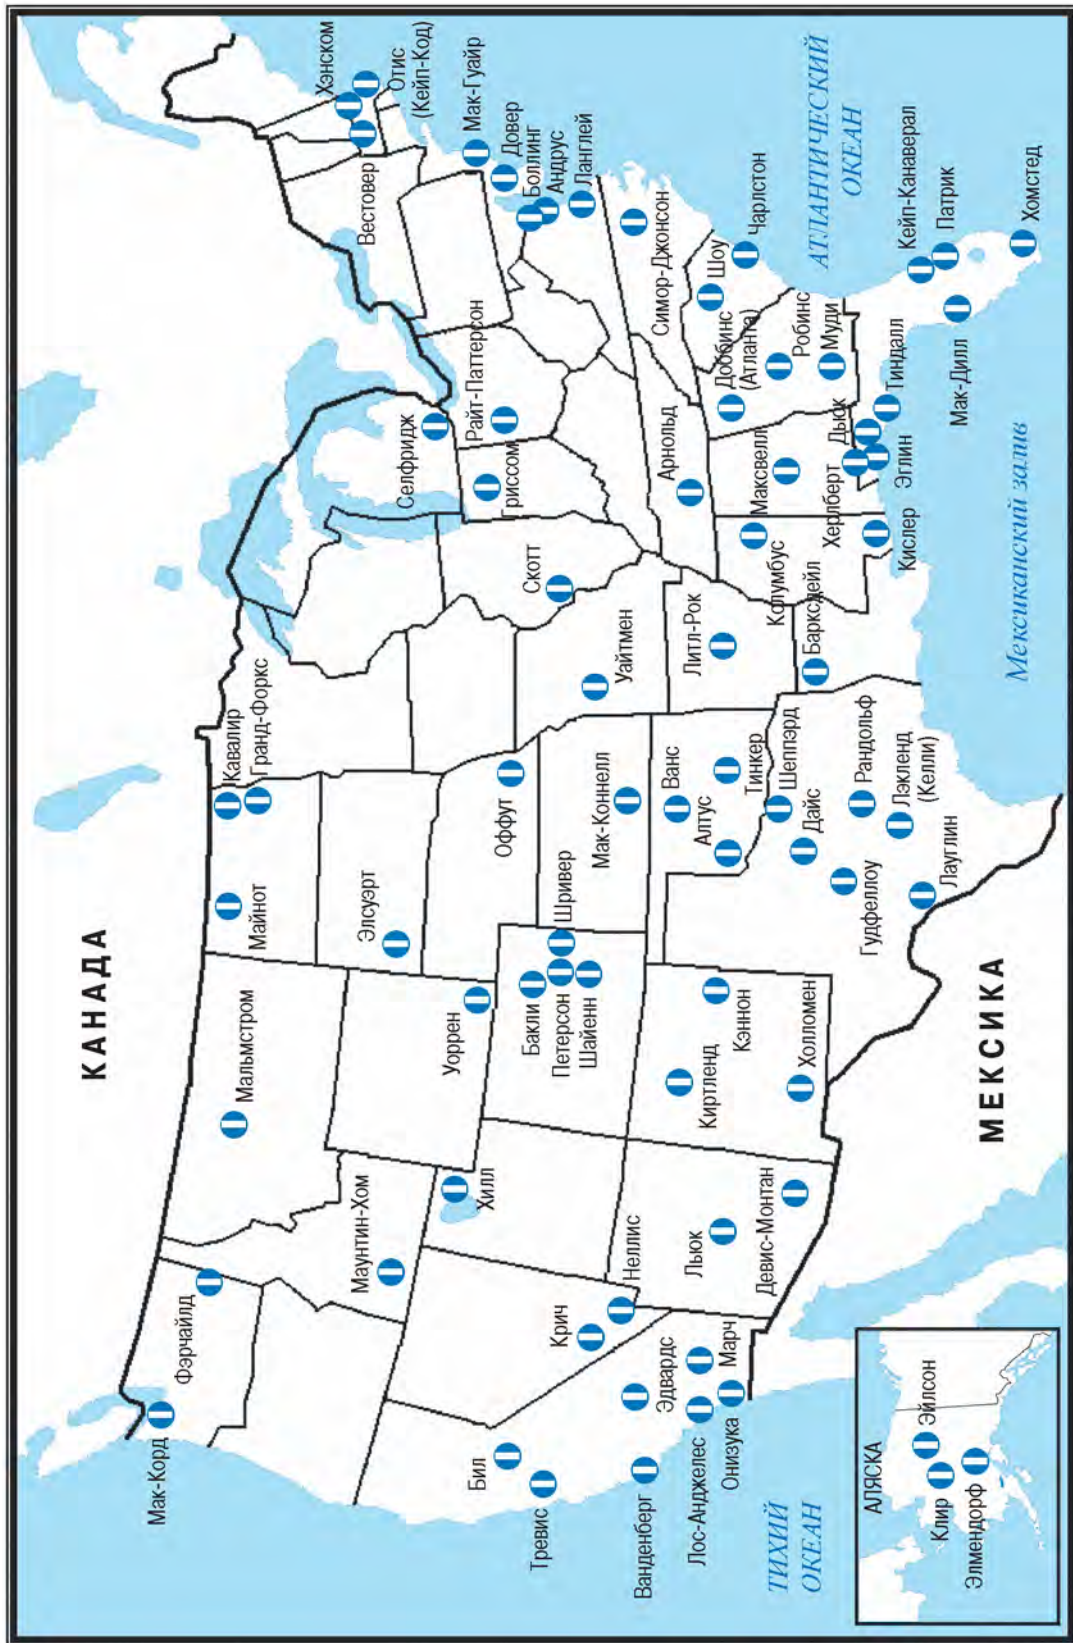 КАНАДА
Мак-Корд
Фэрчайлд
Мальмстром
Майнот
Кавалир
Гранд-Форкс
Маунтин-Хом
Элсуэрт
Уоррен
Хилл
Оффут
Бил
Тревис
Крич
Неллис
Бакли
Петерсон
Шайенн
Шривер
Мак-Коннелл
Уайтмен
Скотт
Гриссом
Селфридж
Райт-Паттерсон
Вестовер
Хэнском
Отис
(Кейп-Код)
Мак-Гуайр
Довер
Боллинг
Андрус
Ланглей
Симор-Джонсон
Шоу
Чарлстон
АТЛАНТИЧЕСКИЙ
ОКЕАН
Доббинс
(Атланта)
Робинс
Муди
Арнольд
Максвелл
Колумбус
Литл-Рок
Барксдейл
Ванс
Алтус
Тинкер
Шеппэрд
Дайс
Гудфеллоу
Рандольф
Лэкленд
(Келли)
Лауглин
Киртленд
Кэннон
Холломен
Льюк
Девис-Монтан
Эдвардс
Марч
Ванденберг
Лос-Анджелес
Онизука
ТИХИЙ
ОКЕАН
Херлберт
Кислер
Дьюк
Эглин
Тиндалл
Мак-Дилл
Кейп-Канаверал
Патрик
Хомстед
Мексиканский залив
МЕКСИКА
АЛЯСКА
Эйлсон
Клир
Элмендорф